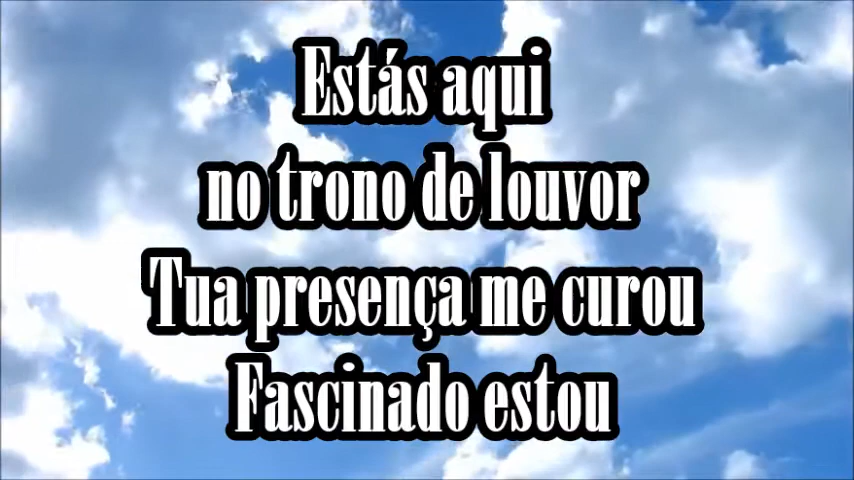 Estás aqui
no trono de louvor
Tua presença me curou
Fascinado estou